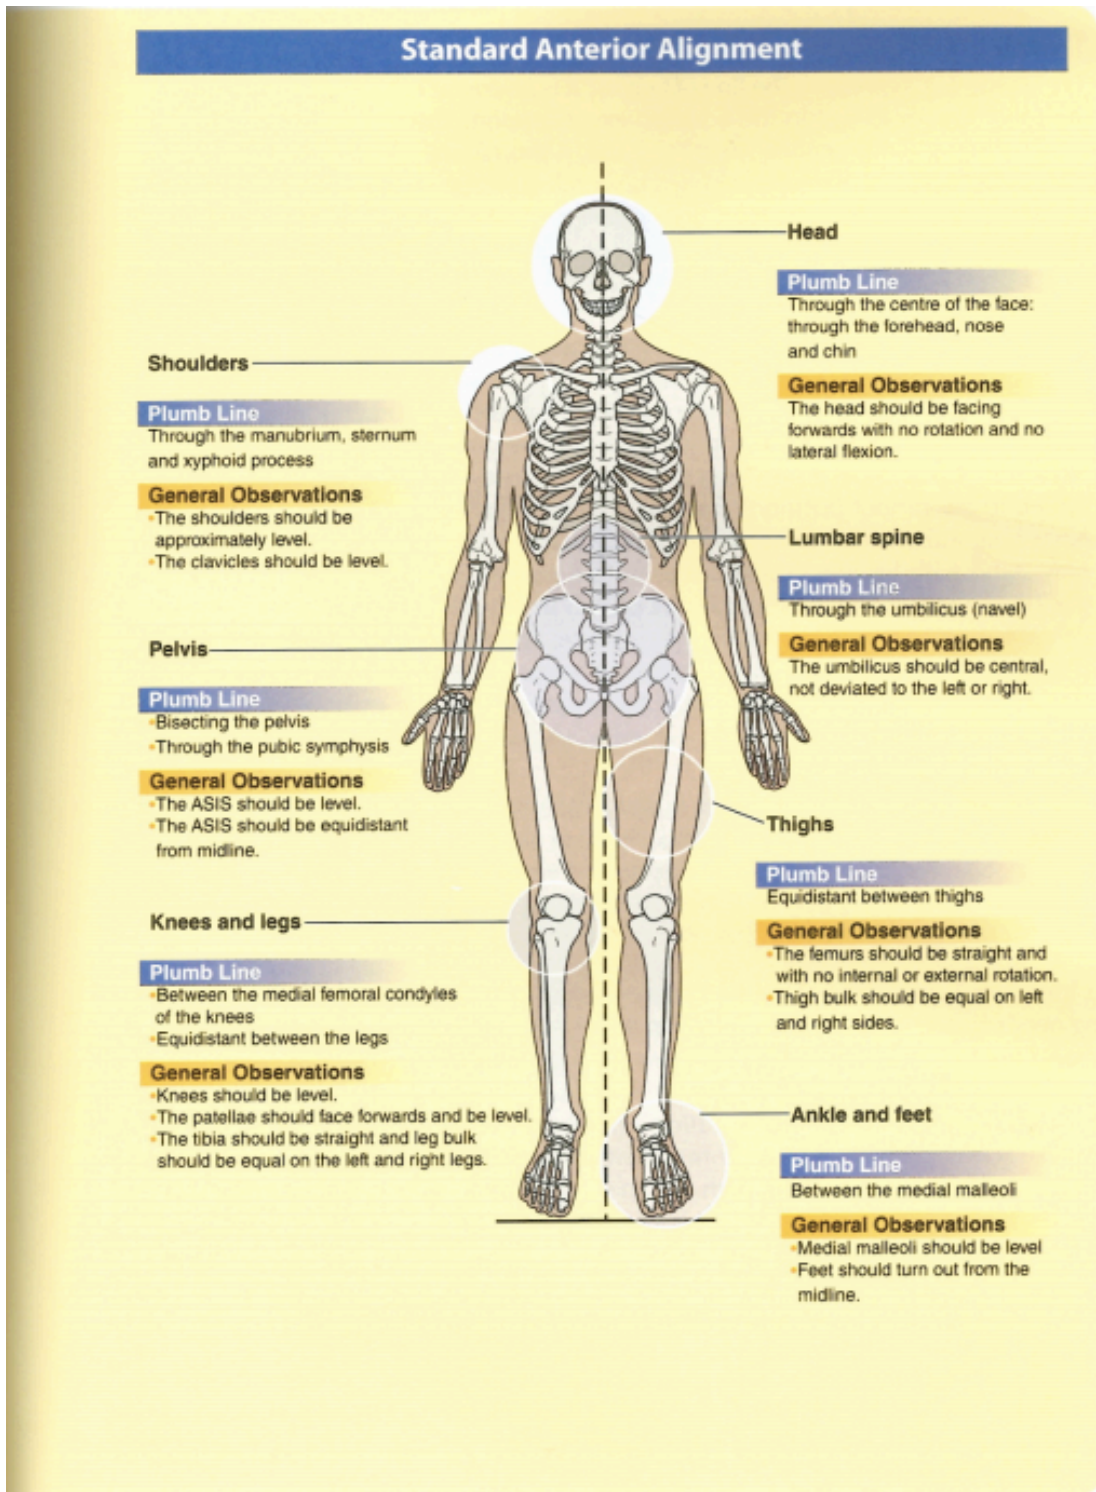 Standard Anterior Alignment
Head
Plumb Line
Through the centre of the face:
through the forehead, nose
and chin
General Observations
The head should be facing
forwards with no rotation and no
lateral flexion.
Shoulders
Plumb Line
Through the manubrium, sternum
and xyphoid process
General Observations
•The shoulders should be
approximately level.
•The clavicles should be level.
Lumbar spine
Plumb Line
Through the umbilicus (navel)
General Observations
The umbilicus should be central,
not deviated to the left or right.
Pelvis
Plumb Line
•Bisecting the pelvis
•Through the pubic symphysis
General Observations
•The ASIS should be level.
•The ASIS should be equidistant
from midline.
Thighs
Plumb Line
Equidistant between thighs
General Observations
•The femurs should be straight and
with no internal or external rotation.
•Thigh bulk should be equal on left
and right sides.
Knees and legs
Plumb Line
•Between the medial femoral condyles
of the knees
•Equidistant between the legs
General Observations
•Knees should be level.
•The patellae should face forwards and be level.
•The tibia should be straight and leg bulk
should be equal on the left and right legs.
Ankle and feet
Plumb Line
Between the medial malleoli
General Observations
•Medial malleoli should be level
•Feet should turn out from the
midline.